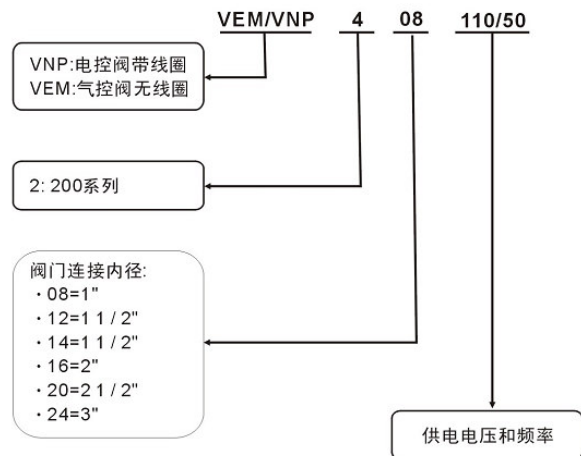 VEM/VNP 4 08 110/50
VNP:电控阀带线圈
VEM:气控阀无线圈
2: 200系列
阀门连接内径:
·08=1"
·12=1 1 / 2"
·14=1 1 / 2"
·16=2"
·20=2 1 / 2"
·24=3"
供电电压和频率